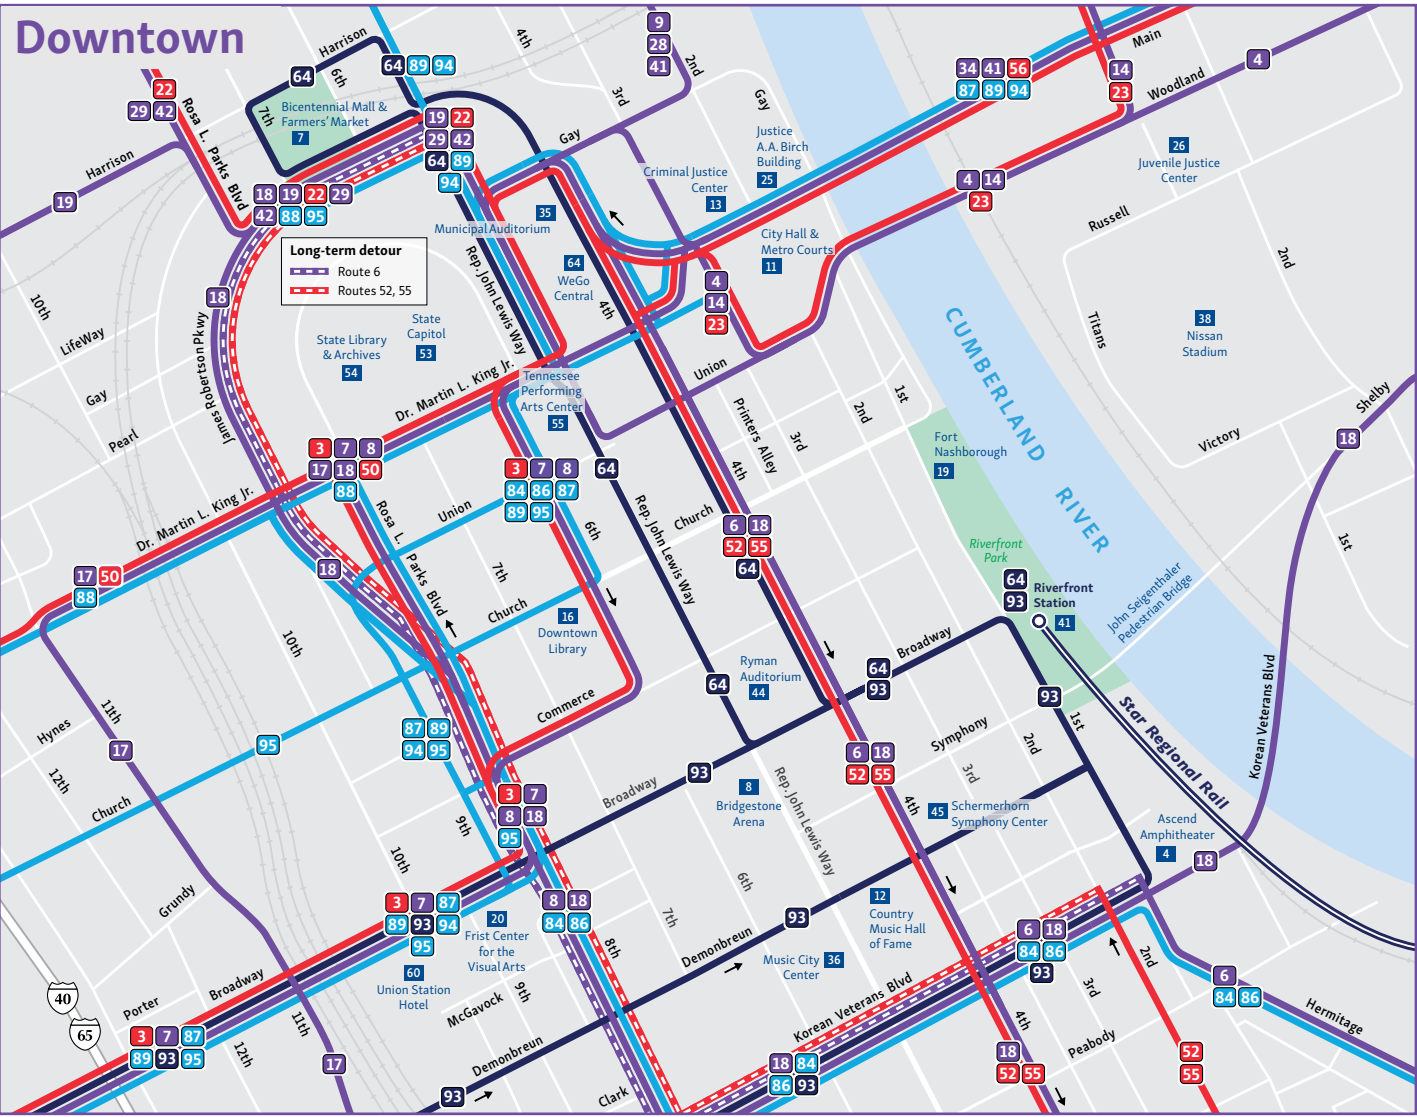 Downtown
Harrison
6th
4th
9
28
41
2nd
3rd
Gay
64
64 89 94
22
29 42
Rosa L. Parks Blvd
7th
Bicentennial Mall &
Farmers' Market
7
19 22
29 42
64 89
94
Gay
Justice
A.A. Birch
Building
25
Criminal Justice
Center
13
34 41 56
87 89 94
Main
14
23
Woodland
4
26
Juvenile Justice
Center
4 14
23
Russell
2nd
Harrison
19
18 19 22 29
42 88 95
Long-term detour
Route 6
Routes 52, 55
35
Municipal Auditorium
64
WeGo
Central
4th
City Hall &
Metro Courts
11
4
14
23
Rep. John Lewis Way
18
10th
LifeWay
Gay
Pearl
James Robertson Pkwy
State
Capitol
53
State Library
& Archives
54
Dr. Martin L. King Jr.
Tennessee
Performing
Arts Center
55
Union
Printers Alley
3rd
2nd
1st
CUMBERLAND
RIVER
Titans
38
Nissan
Stadium
Victory
Shelby
18
1st
Fort
Nashborough
19
Riverfront
Park
3 7 8
17 18 50
88
3 7 8
84 86 87
89 95
64
4th
6th
Union
Rosa L. Parks Blvd
Rep. John Lewis Way
Church
6 18
52 55
64
Dr. Martin L. King Jr.
17 50
88
18
7th
Church
16
Downtown
Library
64
93
Riverfront
Station
41
John Seigenthaler
Pedestrian Bridge
10th
Ryman
Auditorium
44
64
64
93
Broadway
93
1st
Star Regional Rail
Korean Veterans Blvd
11th
Hynes
17
12th
95
Church
87 89
94 95
Commerce
6 18
52 55
Symphony
2nd
3rd
93
Broadway
8
Bridgestone
Arena
Rep. John Lewis Way
4th
45
Schermerhorn
Symphony Center
Ascend
Amphitheater
4
18
9th
3 7
8 18
95
10th
Grundy
3 7 87
89 93 94
95
20
Frist Center
for the
Visual Arts
8 18
84 86
8th
7th
6th
93
Demonbreun
12
Country
Music Hall
of Fame
Music City
Center
36
6 18
84 86
93
2nd
3rd
6
84 86
Hermitage
60
Union Station
Hotel
9th
McGavock
40
65
Porter
Broadway
3 7 87
89 93 95
12th
11th
17
Demonbreun
93
Clark
Korean Veterans Blvd
18 84
86 93
4th
18
52 55
Peabody
52
55